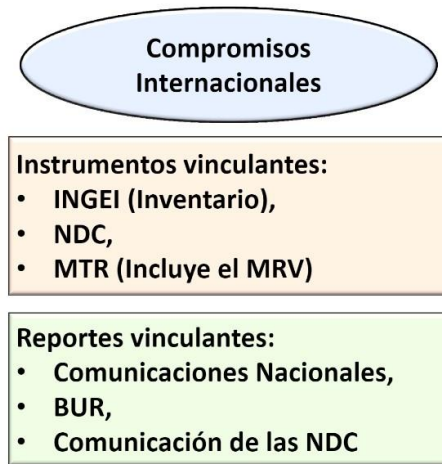 Compromisos
Internacionales
Instrumentos vinculantes:
• INGEI (Inventario),
• NDC,
• MTR (Incluye el MRV)
Reportes vinculantes:
• Comunicaciones Nacionales,
• BUR,
• Comunicación de las NDC